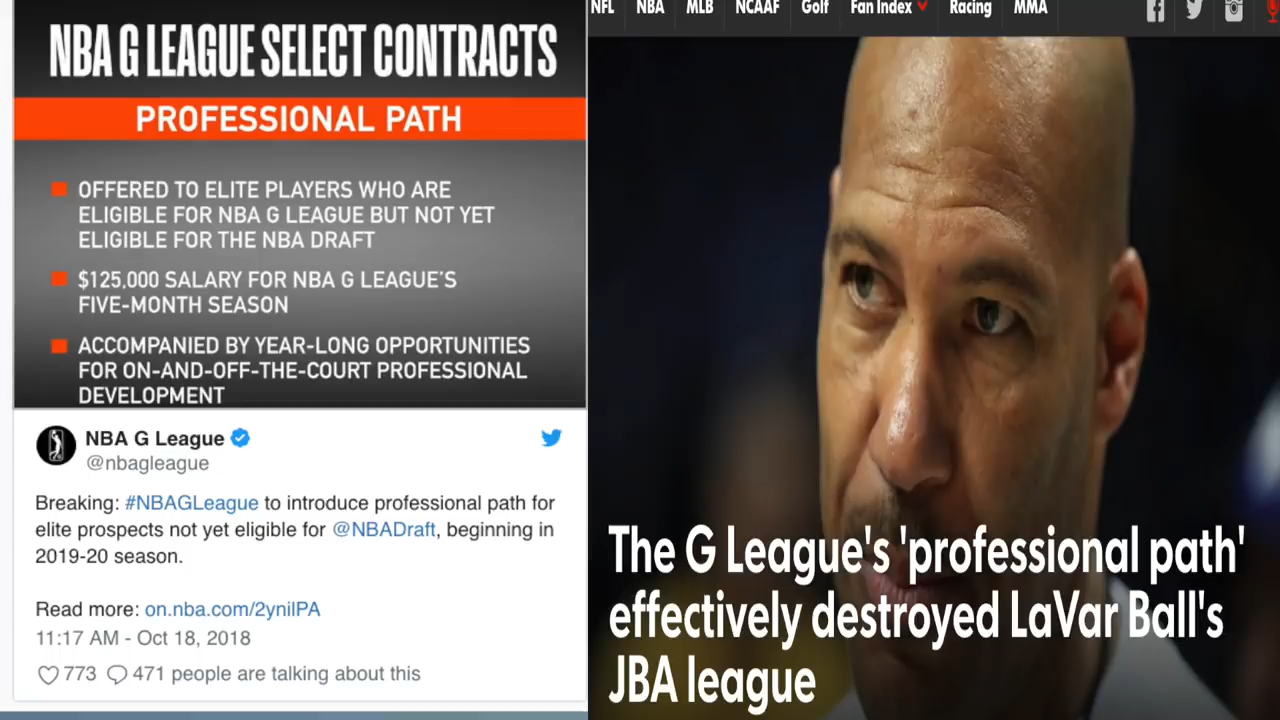 NBA G LEAGUE SELECT CONTRACTS
PROFESSIONAL PATH
OFFERED TO ELITE PLAYERS WHO ARE
ELIGIBLE FOR NBA G LEAGUE BUT NOT YET
ELIGIBLE FOR THE NBA DRAFT
$125,000 SALARY FOR NBA G LEAGUE'S
FIVE-MONTH SEASON
ACCOMPANIED BY YEAR-LONG OPPORTUNITIES
FOR ON-AND-OFF-THE-COURT PROFESSIONAL
DEVELOPMENT
NBA G League
@nbagleague
Breaking: #NBAGLeague to introduce professional path for
elite prospects not yet eligible for @NBADraft, beginning in
2019-20 season.
Read more: on.nba.com/2ynilPA
11:17 AM - Oct 18, 2018
773 471 people are talking about this
NFL NBA MLB NCAAF Golf Fan Index Racing MMA
The G League's 'professional path'
effectively destroyed LaVar Ball's
JBA league